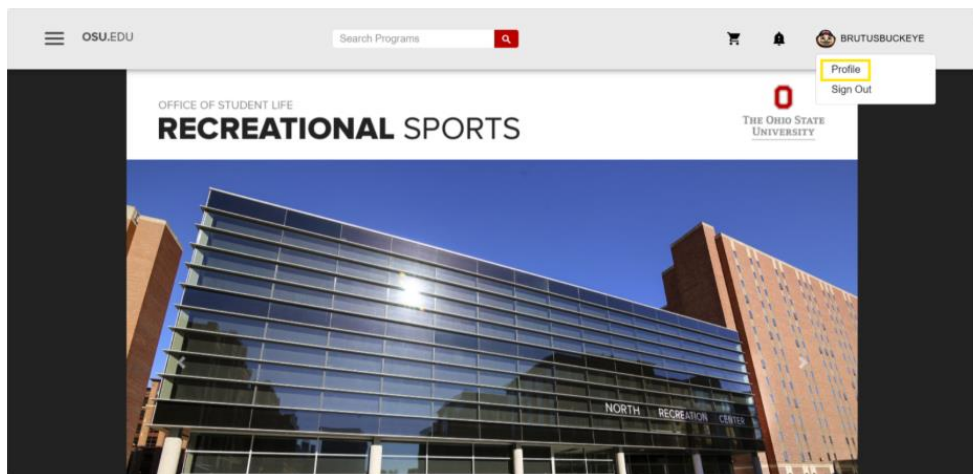 OSU.EDU
Search Programs
BRUTUSBUCKEYE
Profile
Sign Out
OFFICE OF STUDENT LIFE
RECREATIONAL SPORTS
THE OHIO STATE
UNIVERSITY
NORTH RECREATION CENTER